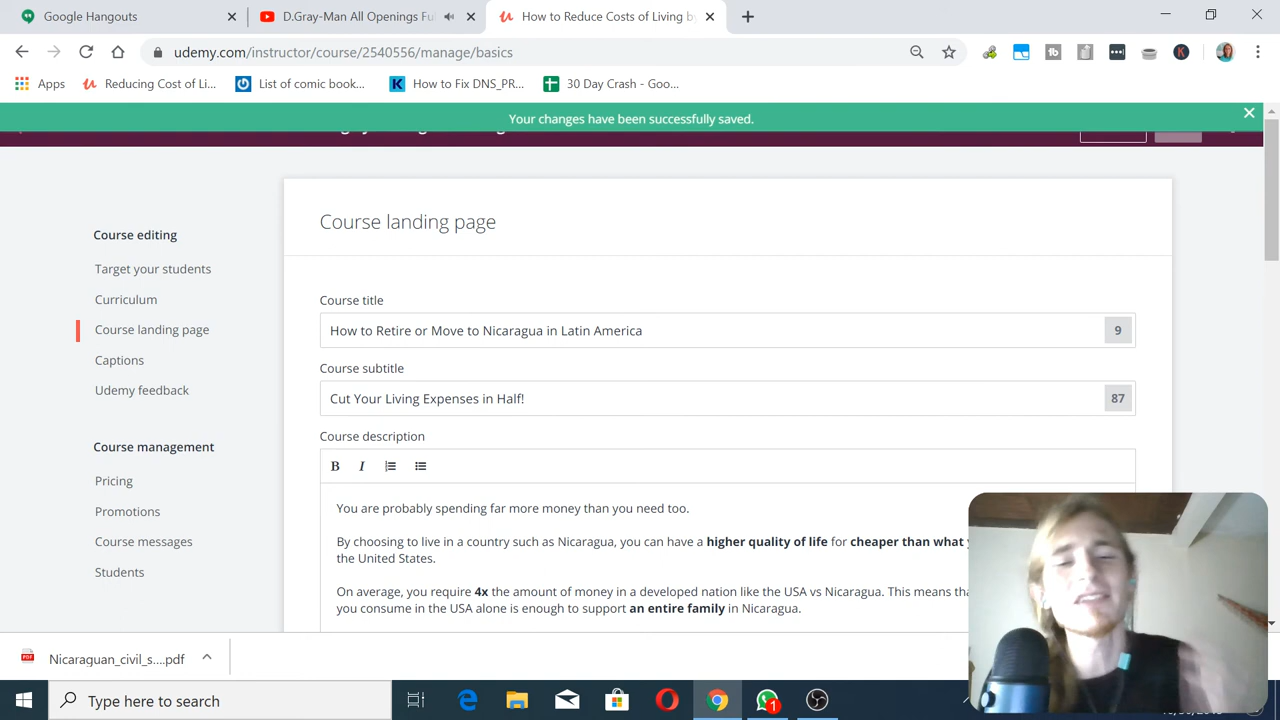 Google Hangouts
D.Gray-Man All Openings Fu
How to Reduce Costs of Living by
udemy.com/instructor/course/2540556/manage/basics
Apps
Reducing Cost of Li...
List of comic book...
How to Fix DNS_PR...
30 Day Crash - Goo...
Your changes have been successfully saved.
Course landing page
Course editing
Target your students
Curriculum
Course landing page
Captions
Udemy feedback
Course management
Pricing
Promotions
Course messages
Students
Course title
How to Retire or Move to Nicaragua in Latin America
9
Course subtitle
Cut Your Living Expenses in Half!
87
Course description
B I
You are probably spending far more money than you need too.
By choosing to live in a country such as Nicaragua, you can have a higher quality of life for cheaper than what
the United States.
On average, you require 4x the amount of money in a developed nation like the USA vs Nicaragua. This means tha
you consume in the USA alone is enough to support an entire family in Nicaragua.
Nicaraguan_civil_s....pdf
Type here to search
1